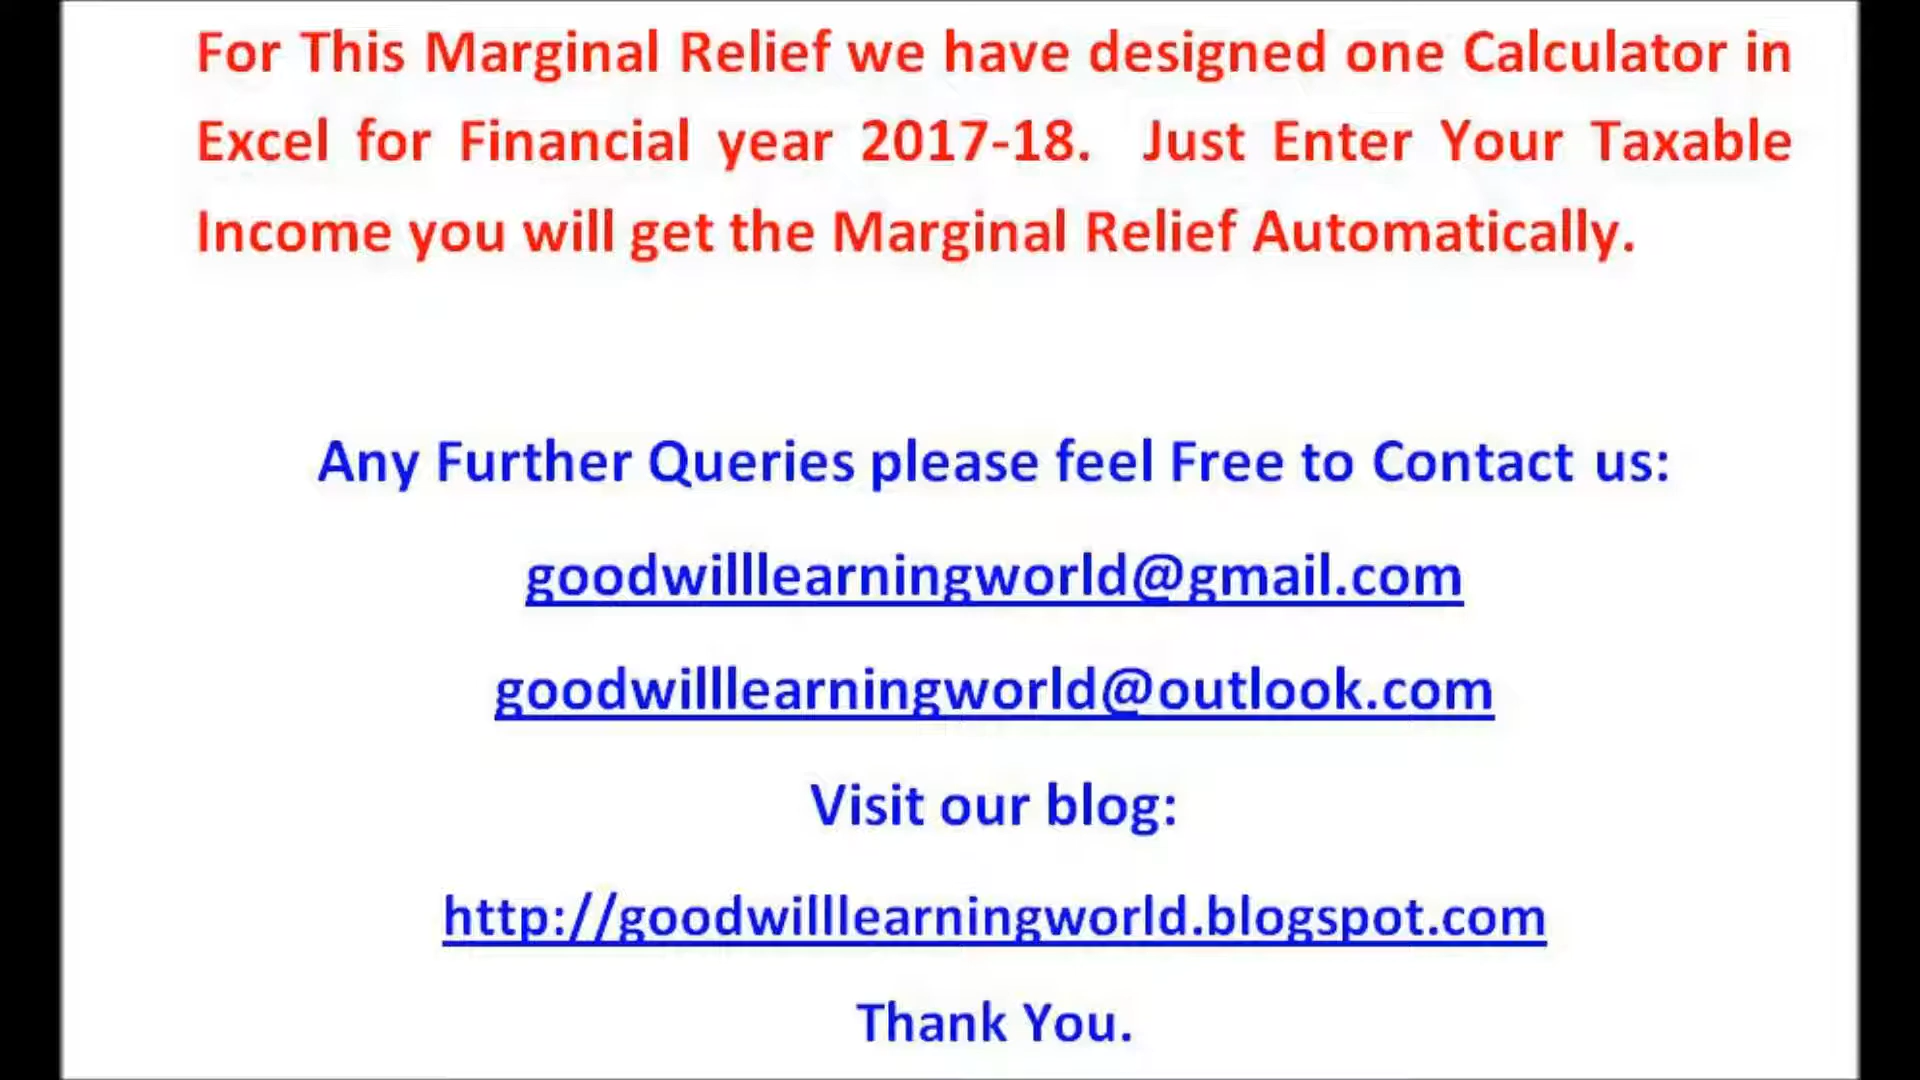 For This Marginal Relief we have designed one Calculator in
Excel for Financial year 2017-18. Just Enter Your Taxable
Income you will get the Marginal Relief Automatically.
Any Further Queries please feel Free to Contact us:
goodwilllearningworld@gmail.com
goodwilllearningworld@outlook.com
Visit our blog:
http://goodwilllearningworld.blogspot.com
Thank You.